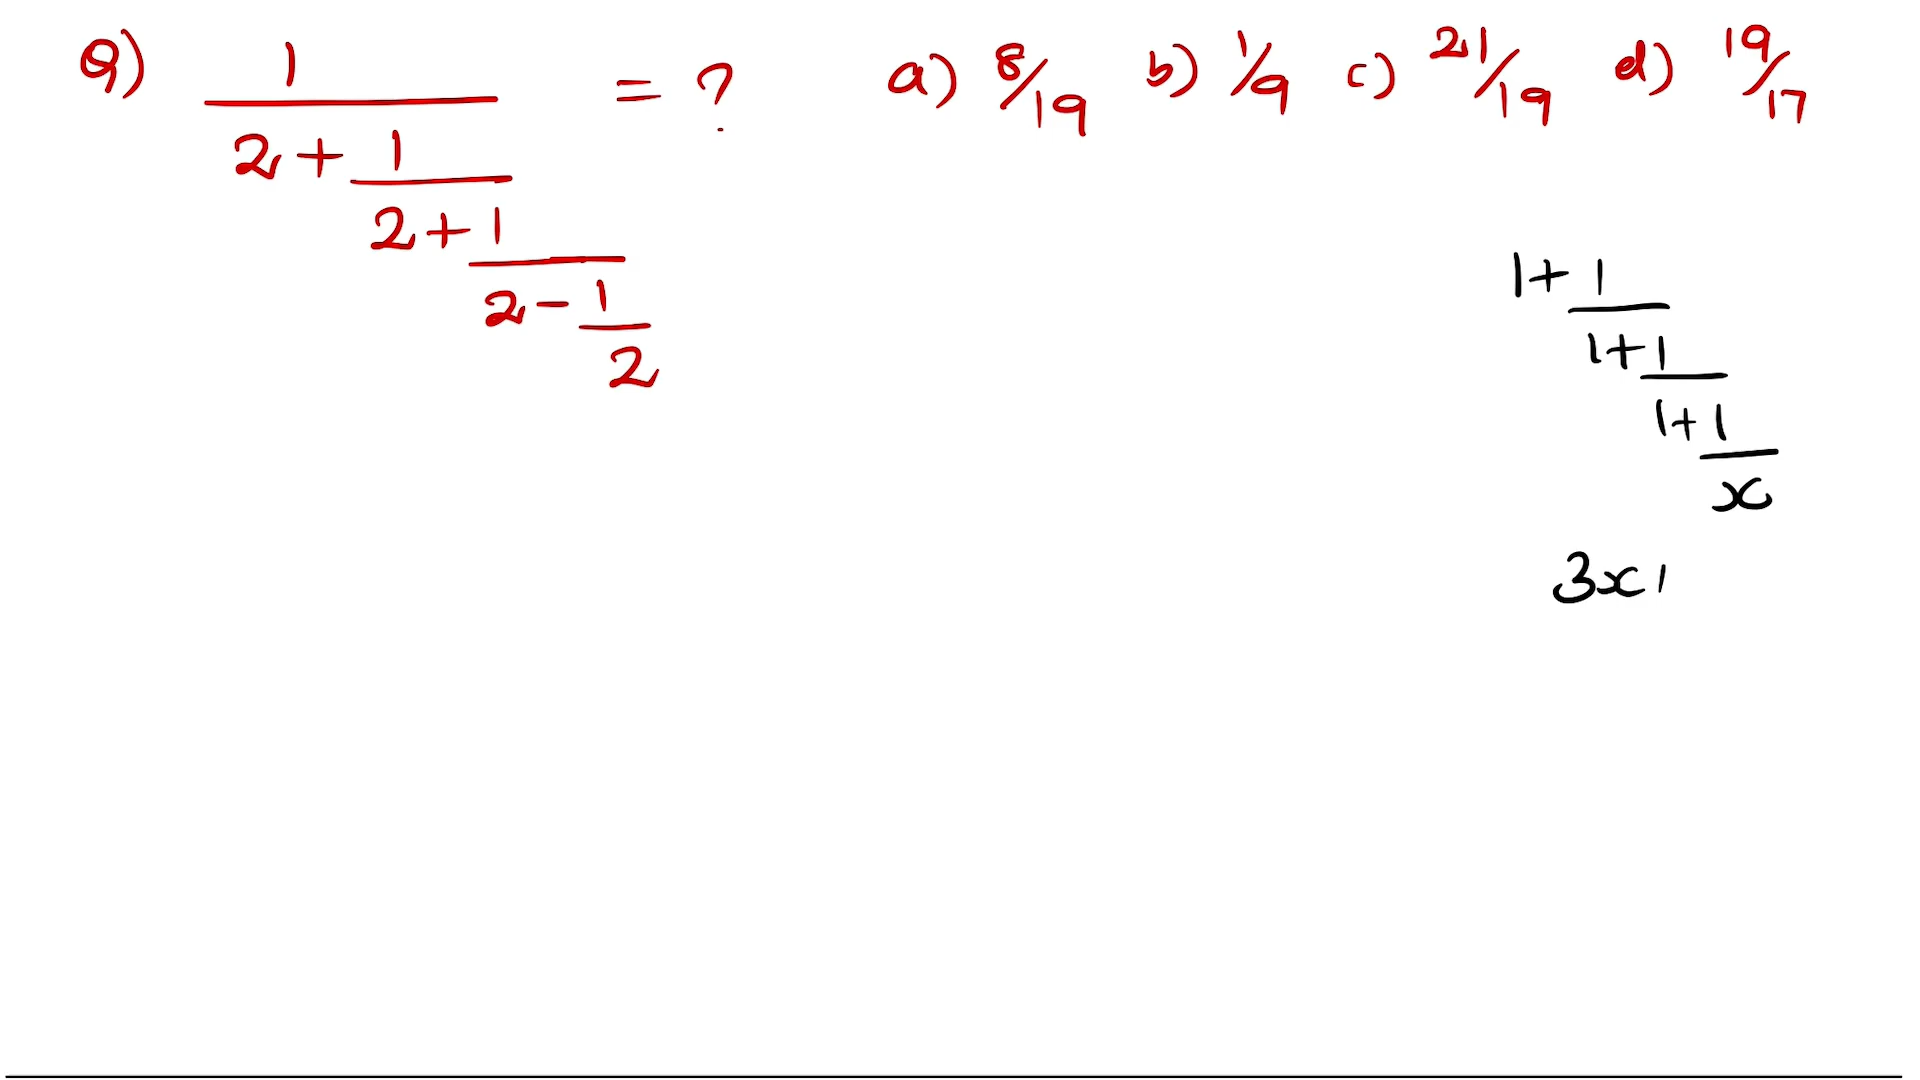 Q) 1 = ? a) 8/19 b) 1/9 c) 21/19 d) 19/17
2 + 1
2 + 1
2 - 1
2
1 + 1
1 + 1
1 + 1
x
3x1